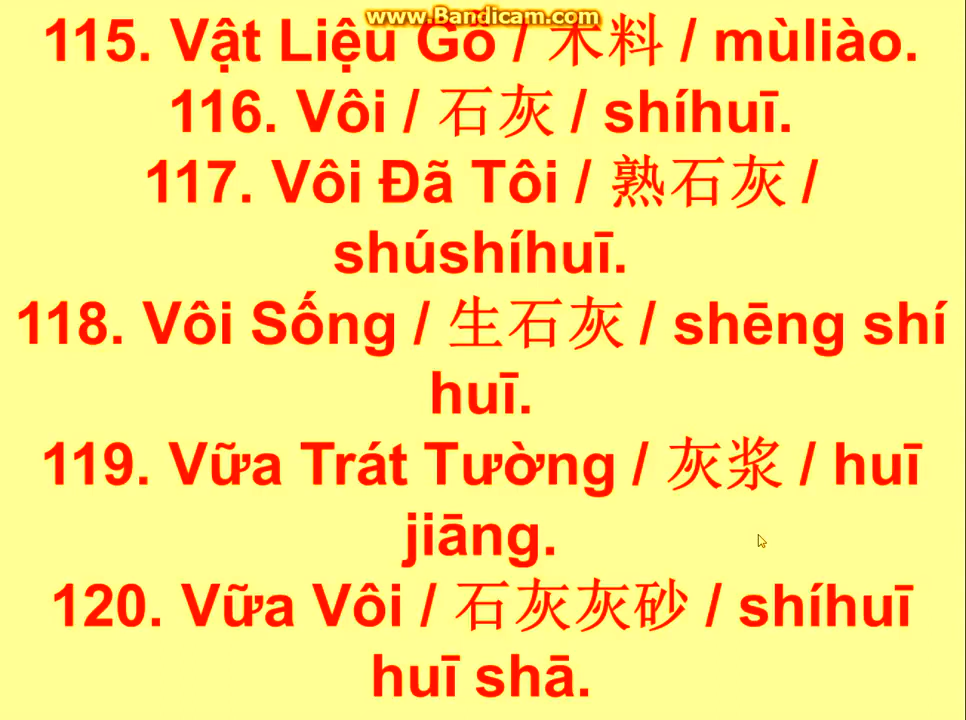 www.Bandicam.com
115. Vật Liệu Gỗ / 木料 / mùliào.
116. Vôi / 石灰 / shíhuī.
117. Vôi Đã Tôi / 熟石灰 /
shúshíhuī.
118. Vôi Sống / 生石灰 / shēng shí
huī.
119. Vữa Trát Tường / 灰浆 / huī
jiāng.
120. Vữa Vôi / 石灰灰砂 / shíhuī
huī shā.